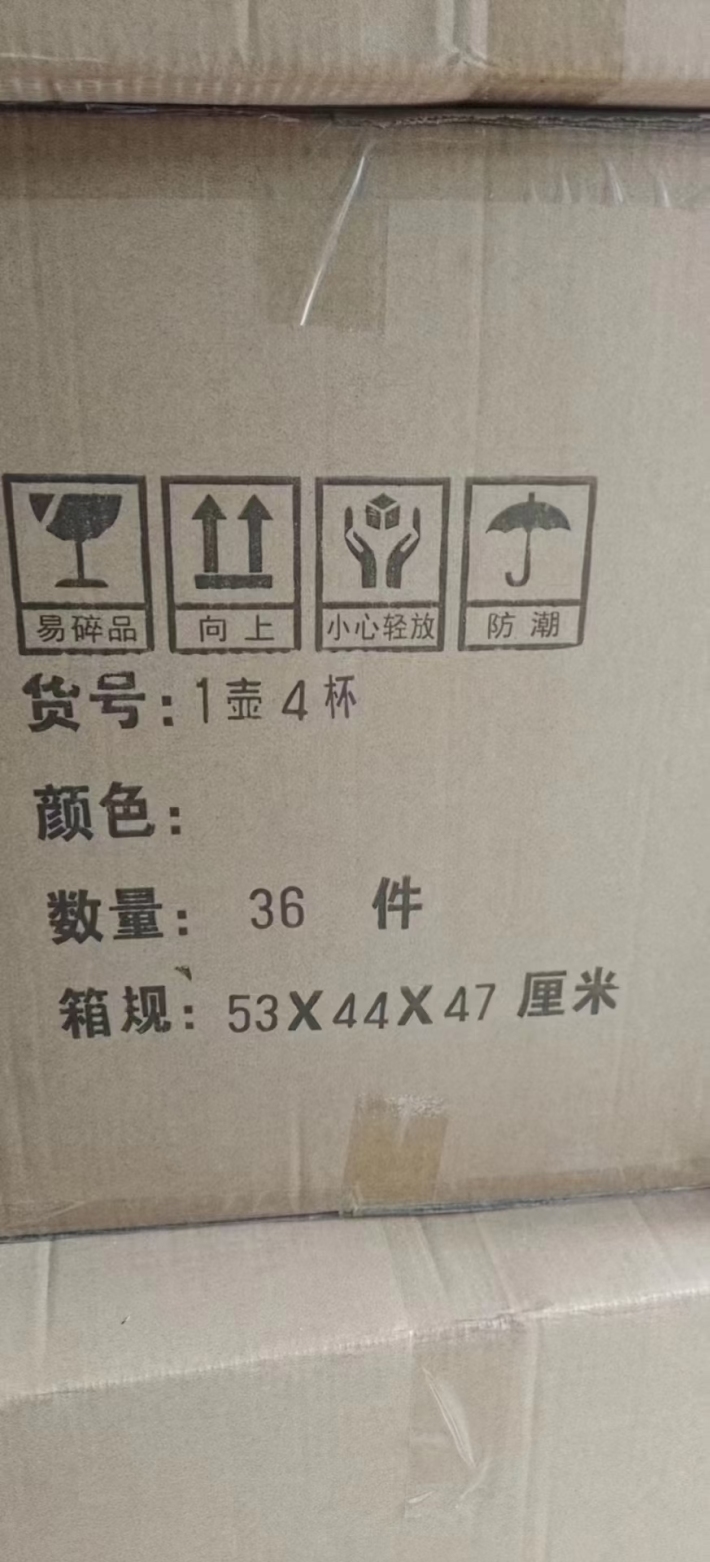 易碎品 向上 小心轻放 防潮
货号:1壶4杯
颜色:
数量: 36 件
箱规: 53X44X47 厘米